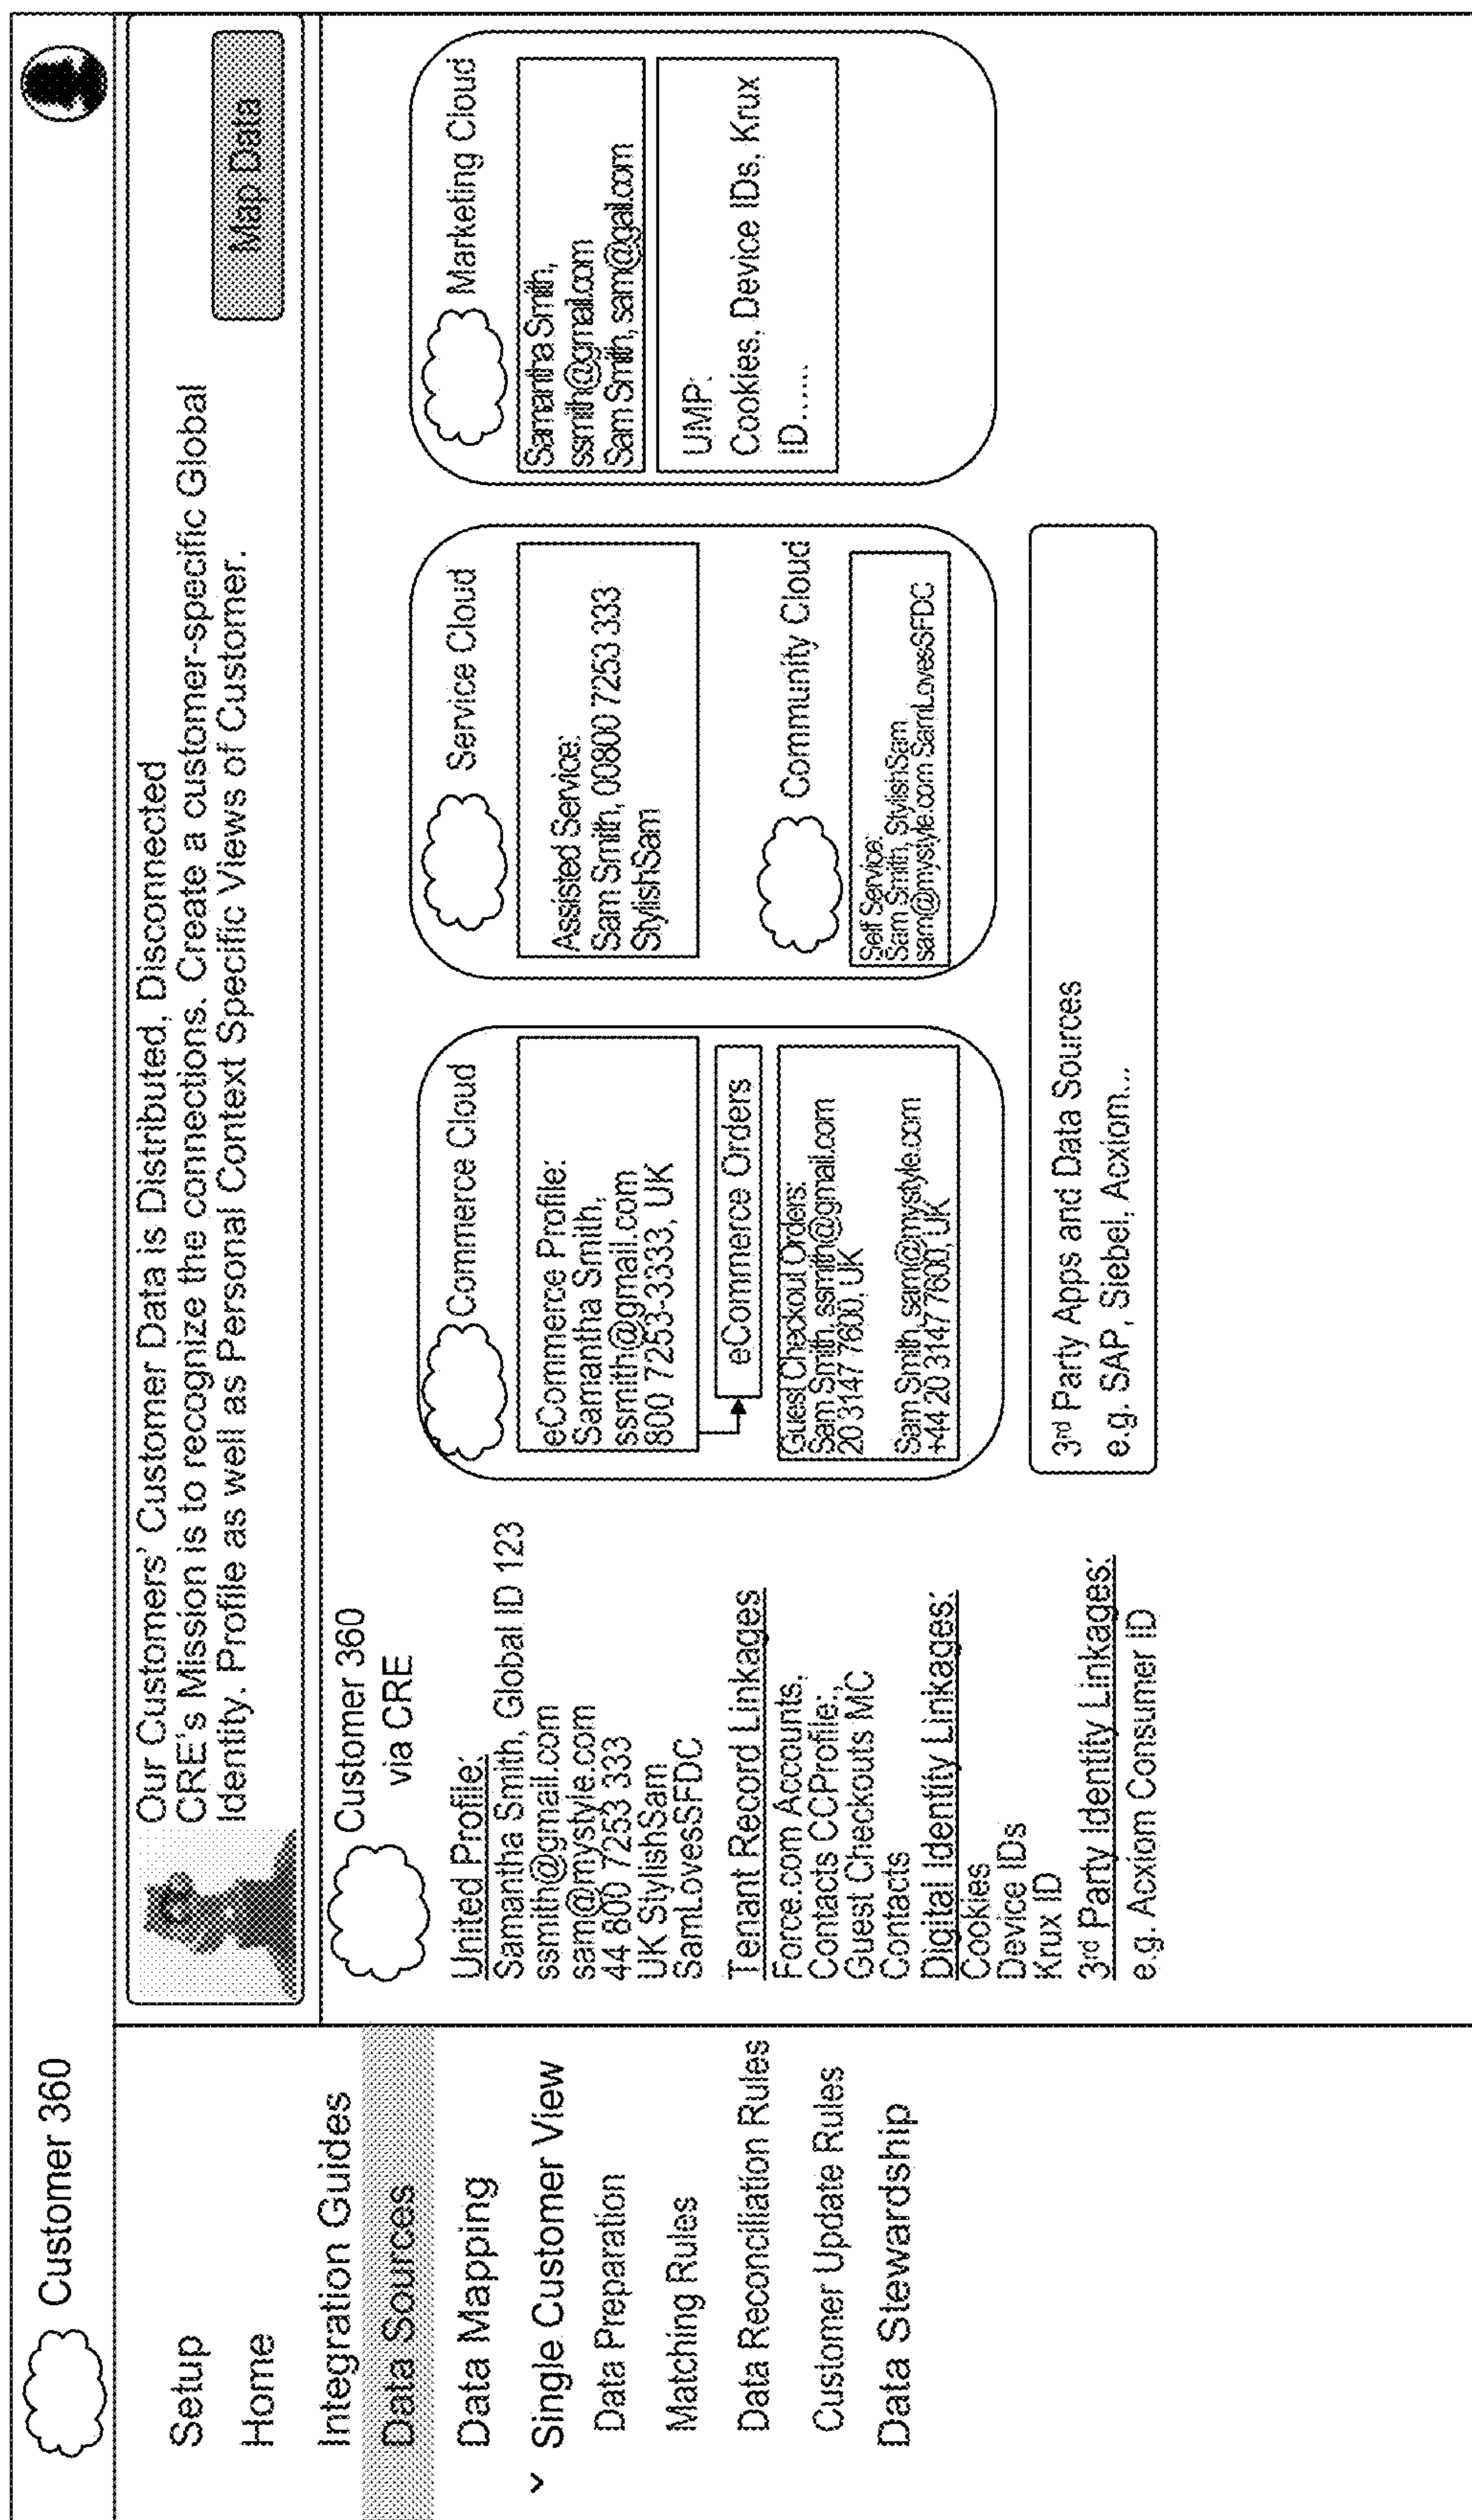 Customer 360
Setup
Home
Integration Guides
Data Sources
Data Mapping
Single Customer View
Data Preparation
Matching Rules
Data Reconciliation Rules
Customer Update Rules
Data Stewardship
Our Customers' Customer Data is Distributed, Disconnected
CRE's Mission is to recognize the connections. Create a customer-specific Global
Identity. Profile as well as Personal Context Specific Views of Customer.
Map Data
Customer 360
via CRE
United Profile:
Samantha Smith, Global ID 123
ssmith@gmail.com
sam@mystyle.com
44 800 7253 333
UK StylishSam
SamLovesSFDC
Tenant Record Linkages
Force.com Accounts,
Contacts CCProfile:,
Guest Checkouts MC
Contacts
Digital Identity Linkages:
Cookies
Device IDs
Krux ID
3rd Party Identity Linkages:
e.g. Acxiom Consumer ID
Commerce Cloud
eCommerce Profile:
Samantha Smith,
ssmith@gmail.com
800 7253-3333, UK
eCommerce Orders
Guest Checkout Orders:
Sam Smith, ssmith@gmail.com
20 3147 7600, UK
Sam Smith, sam@mystyle.com
+44 20 3147 7600, UK
Service Cloud
Assisted Service:
Sam Smith, 00800 7253 333
StylishSam
Community Cloud
Self Service:
Sam Smith, StylishSam
sam@mystyle.com SamLovesSFDC
Marketing Cloud
Samantha Smith,
ssmith@gmail.com
Sam Smith, sam@gail.com
UMP:
Cookies, Device IDs, Krux
ID......
3rd Party Apps and Data Sources
e.g. SAP, Siebel, Acxiom...